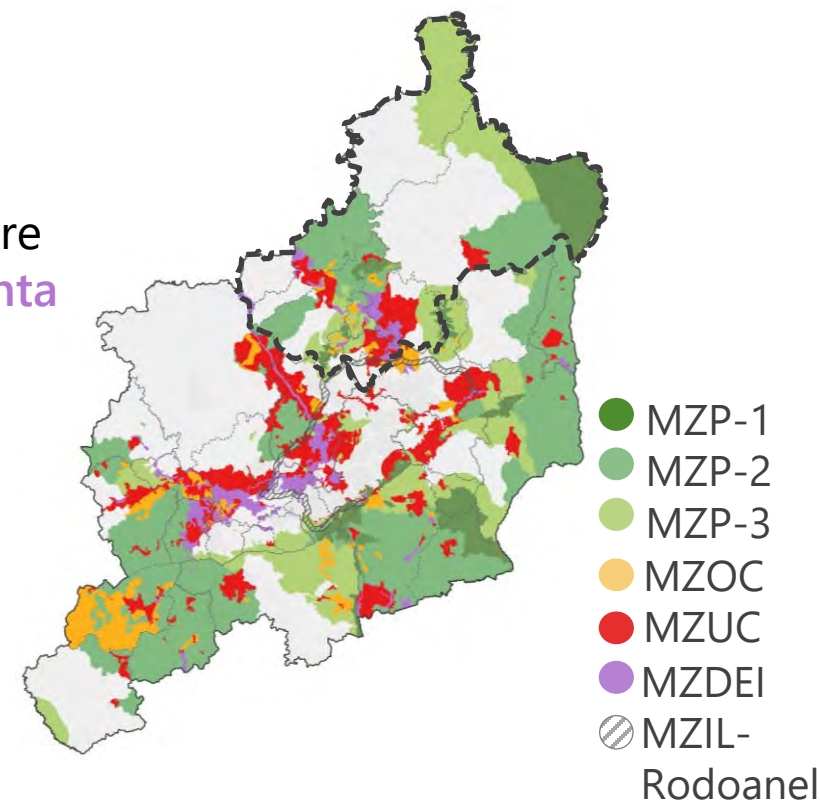 re
nta
MZP-1
MZP-2
MZP-3
MZOC
MZUC
MZDEI
MZIL-
Rodoanel